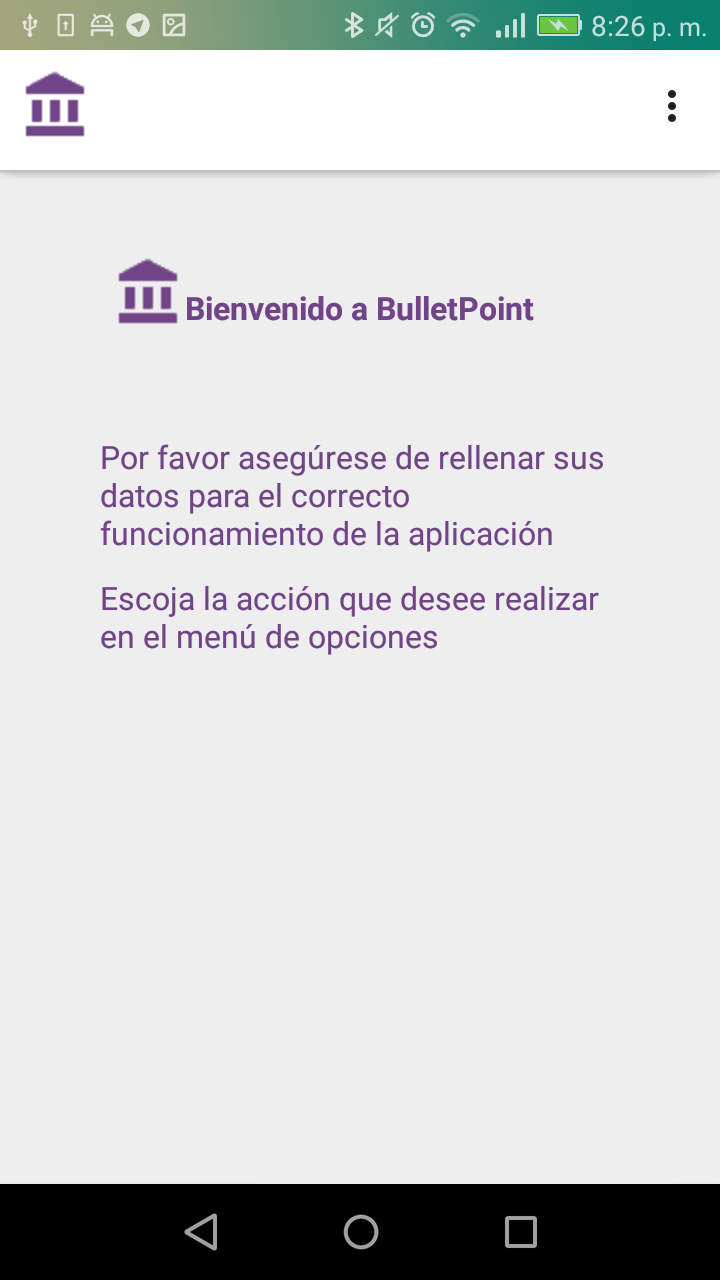 8:26 p. m.
Bienvenido a BulletPoint
Por favor asegúrese de rellenar sus
datos para el correcto
funcionamiento de la aplicación
Escoja la acción que desee realizar
en el menú de opciones